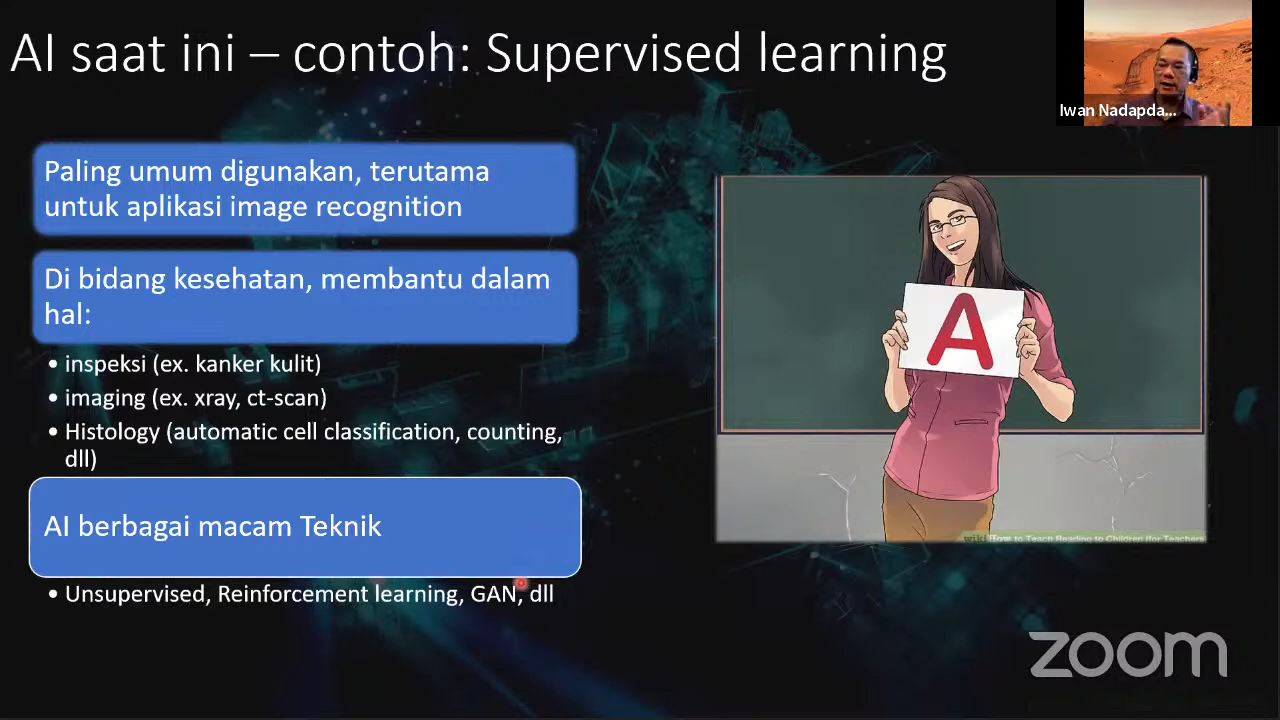 AI saat ini – contoh: Supervised learning
Iwan Nadapda...
Paling umum digunakan, terutama
untuk aplikasi image recognition
Di bidang kesehatan, membantu dalam
hal:
• inspeksi (ex. kanker kulit)
• imaging (ex. xray, ct-scan)
• Histology (automatic cell classification, counting,
dll)
AI berbagai macam Teknik
• Unsupervised, Reinforcement learning, GAN, dll
A
wikiHow to Teach Reading to Children (for Teachers)
zoom